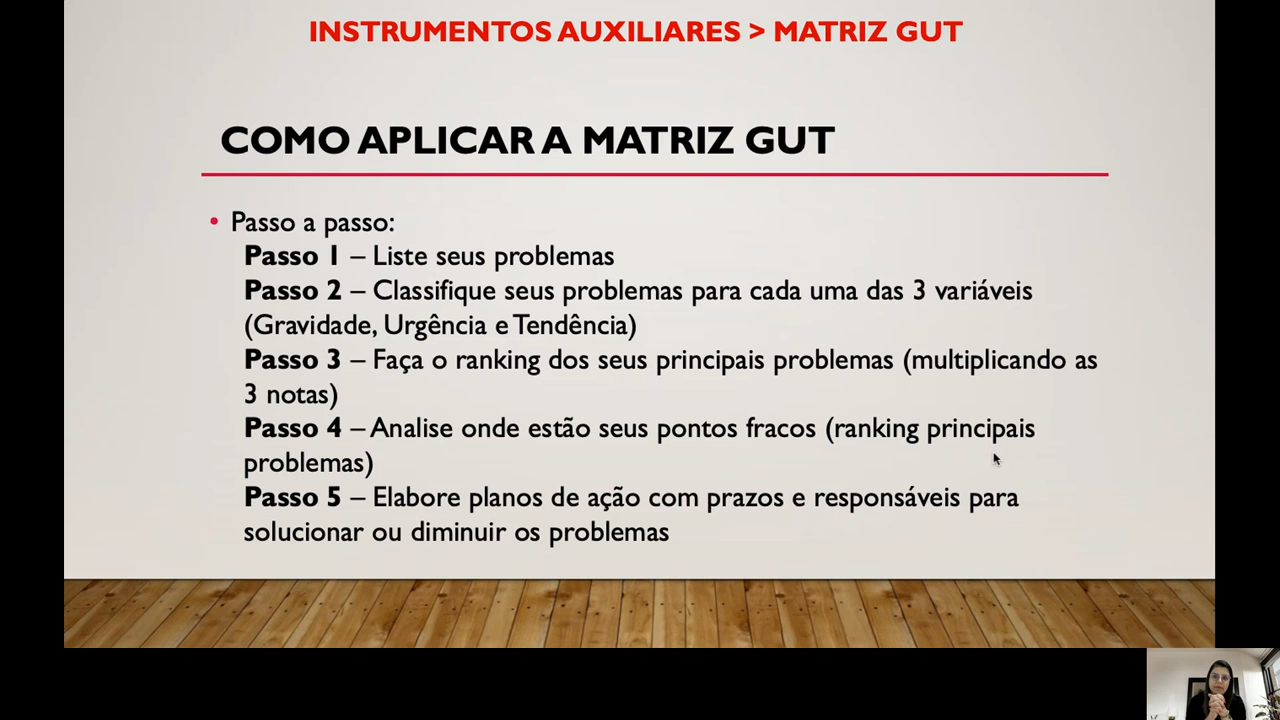 INSTRUMENTOS AUXILIARES > MATRIZ GUT
COMO APLICAR A MATRIZ GUT
• Passo a passo:
Passo 1 – Liste seus problemas
Passo 2 – Classifique seus problemas para cada uma das 3 variáveis
(Gravidade, Urgência e Tendência)
Passo 3 – Faça o ranking dos seus principais problemas (multiplicando as
3 notas)
Passo 4 – Analise onde estão seus pontos fracos (ranking principais
problemas)
Passo 5 – Elabore planos de ação com prazos e responsáveis para
solucionar ou diminuir os problemas